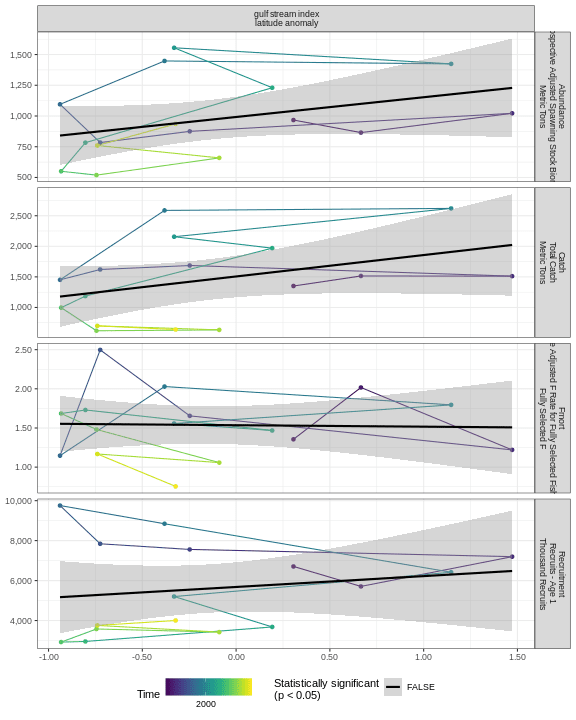 gulf stream index
latitude anomaly
1,500
1,250
1,000
750
500
Abundance
Adjusted Spawning Stock
Metric Tons
2,500
2,000
1,500
1,000
Catch
Total Catch
Metric Tons
2.50
2.00
1.50
1.00
Fmort
Adjusted F Rate for Fully Selected
Fully Selected F
10,000
8,000
6,000
4,000
Recruitment
Recruits - Age 1
Thousand Recruits
-1.00
-0.50
0.00
0.50
1.00
1.50
Time
2000
Statistically significant
(p < 0.05)
FALSE